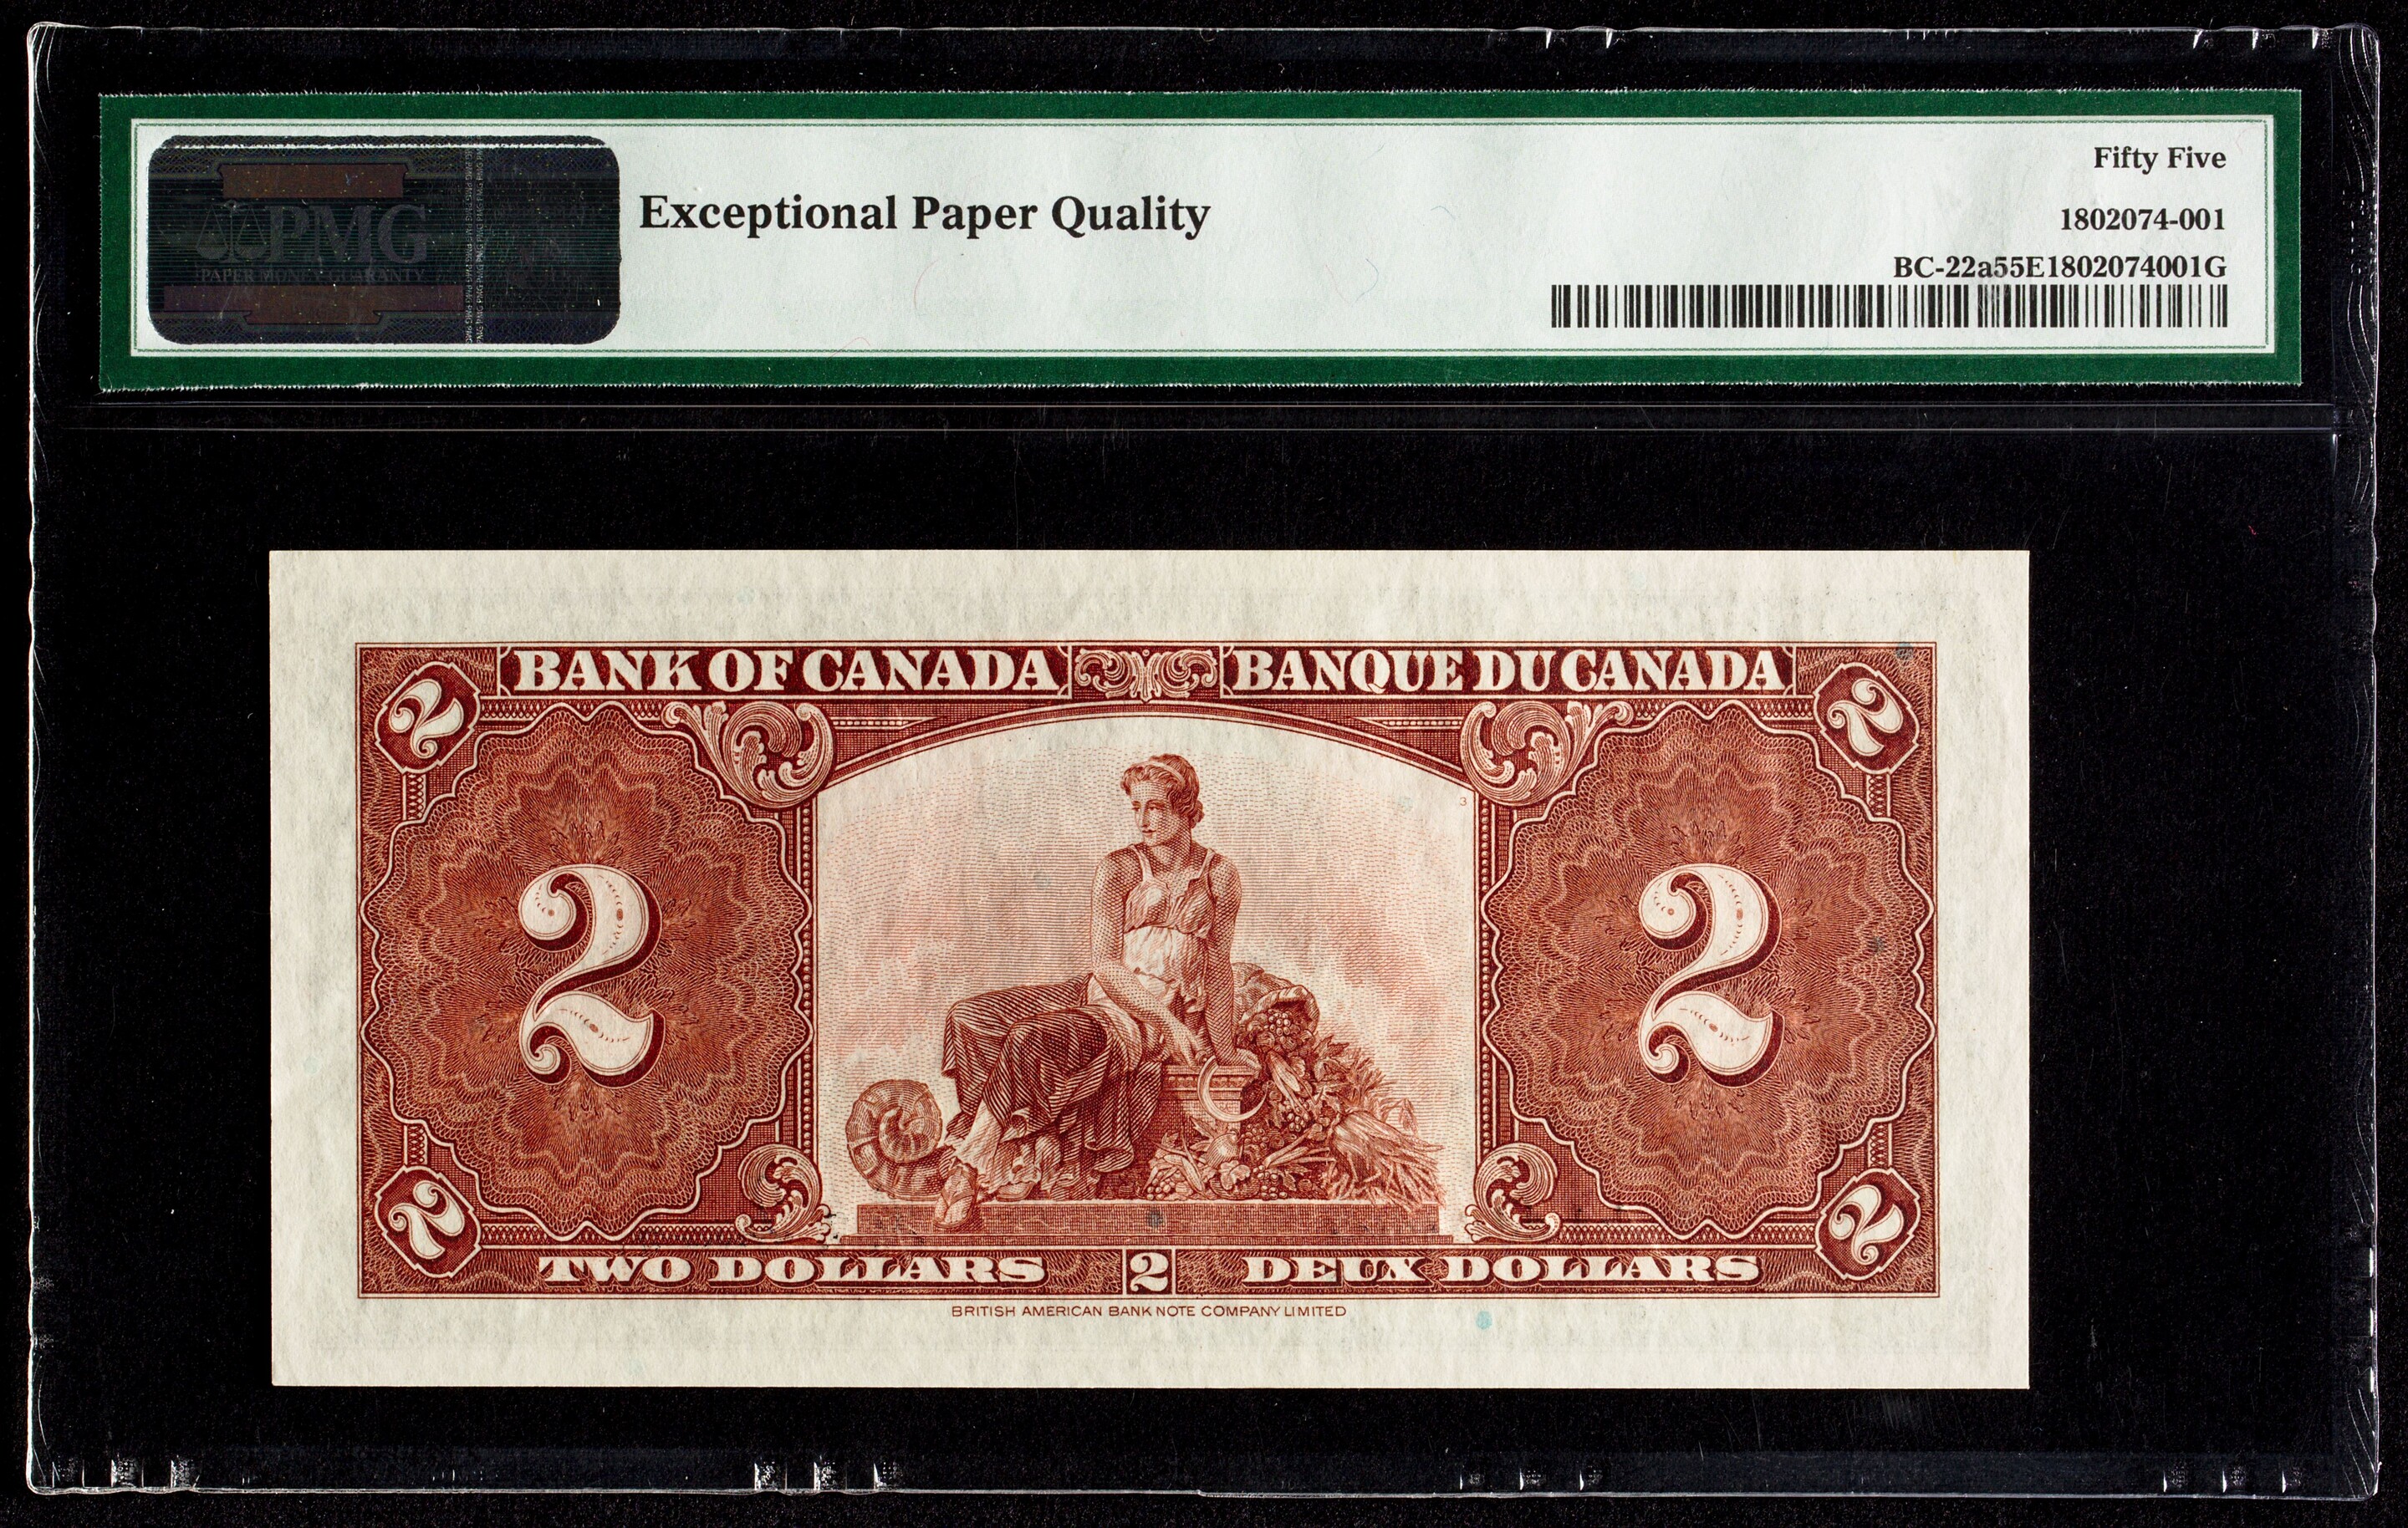 PMG
PAPER MONEY GUARANTY
Exceptional Paper Quality
Fifty Five
1802074-001
BC-22a55E1802074001G
BANK OF CANADA BANQUE DU CANADA
2 2
3
2 2
2 2
TWO DOLLARS 2 DEUX DOLLARS
BRITISH AMERICAN BANK NOTE COMPANY LIMITED